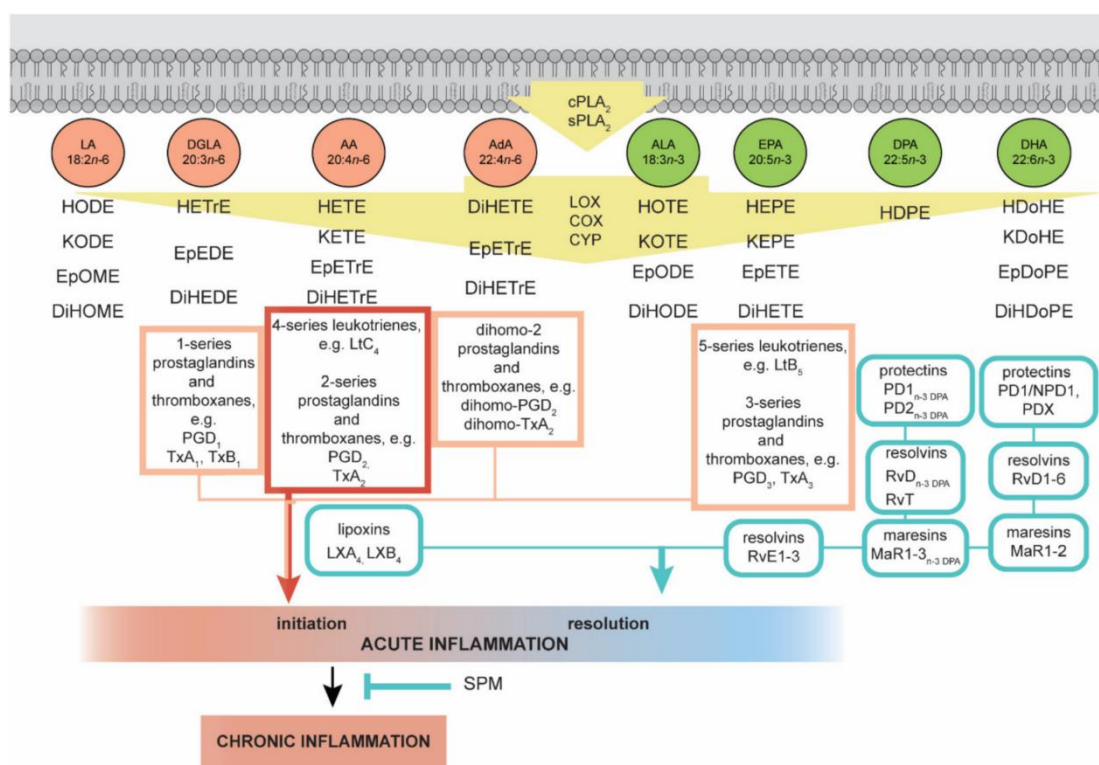 cPLA2
sPLA2
LA
18:2n-6
DGLA
20:3n-6
AA
20:4n-6
AdA
22:4n-6
ALA
18:3n-3
EPA
20:5n-3
DPA
22:5n-3
DHA
22:6n-3
LOX
COX
CYP
HODE
KODE
EpOME
DiHOME
HETrE
EpEDE
DiHEDE
HETE
KETE
EpETrE
DiHETrE
DiHETE
EpETrE
DiHETrE
HOTE
KOTE
EpODE
DiHODE
HEPE
KEPE
EpETE
DiHETE
HDPE
HDoHE
KDoHE
EpDoPE
DiHDoPE
1-series
prostaglandins
and
thromboxanes,
e.g.
PGD1
TxA1, TxB1
4-series leukotrienes,
e.g. LtC4
2-series
prostaglandins
and
thromboxanes, e.g.
PGD2,
TxA2
dihomo-2
prostaglandins
and
thromboxanes, e.g.
dihomo-PGD2
dihomo-TxA2
5-series leukotrienes,
e.g. LtB5
3-series
prostaglandins
and
thromboxanes, e.g.
PGD3, TxA3
protectins
PD1n-3 DPA
PD2n-3 DPA
protectins
PD1/NPD1,
PDX
resolvins
RvDn-3 DPA
RvT
resolvins
RvD1-6
lipoxins
LXA4, LXB4
resolvins
RvE1-3
maresins
MaR1-3n-3 DPA
maresins
MaR1-2
initiation
resolution
ACUTE INFLAMMATION
SPM
CHRONIC INFLAMMATION